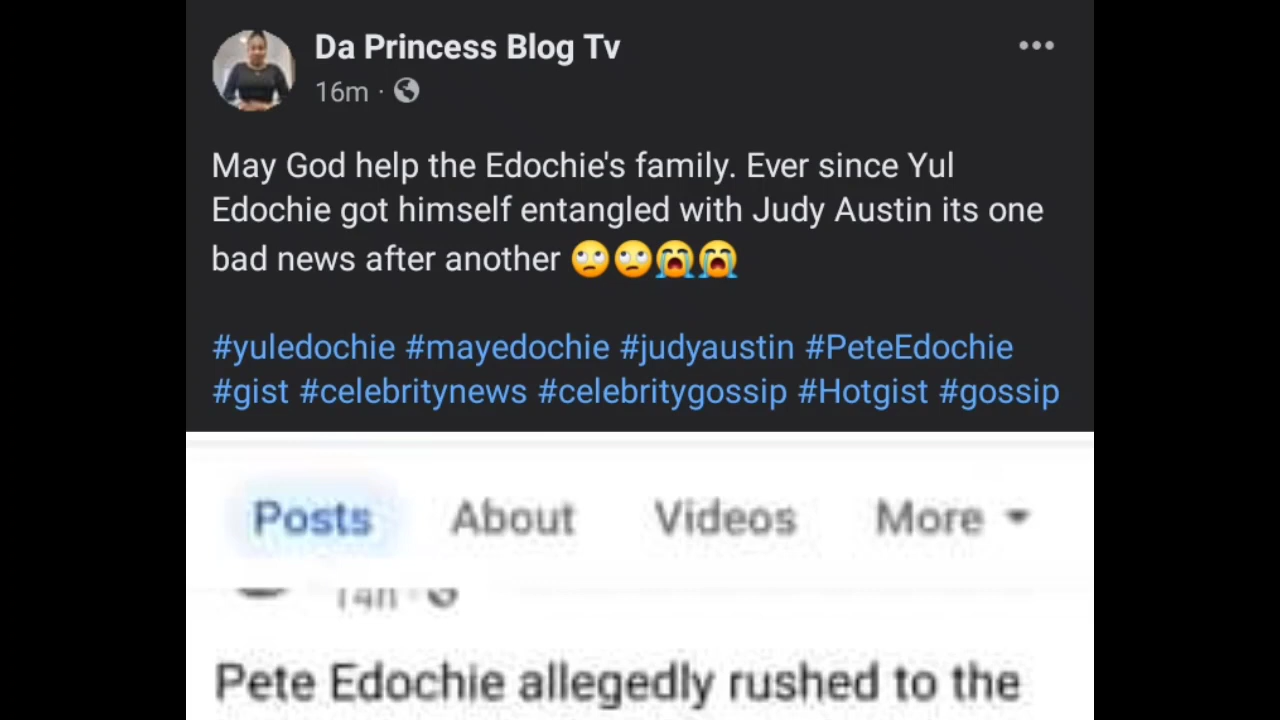 Da Princess Blog Tv
16m ·
May God help the Edochie's family. Ever since Yul
Edochie got himself entangled with Judy Austin its one
bad news after another 🙄🙄😭😭
#yuledochie #mayedochie #judyaustin #PeteEdochie
#gist #celebritynews #celebritygossip #Hotgist #gossip
Posts About Videos More
14h ·
Pete Edochie allegedly rushed to the